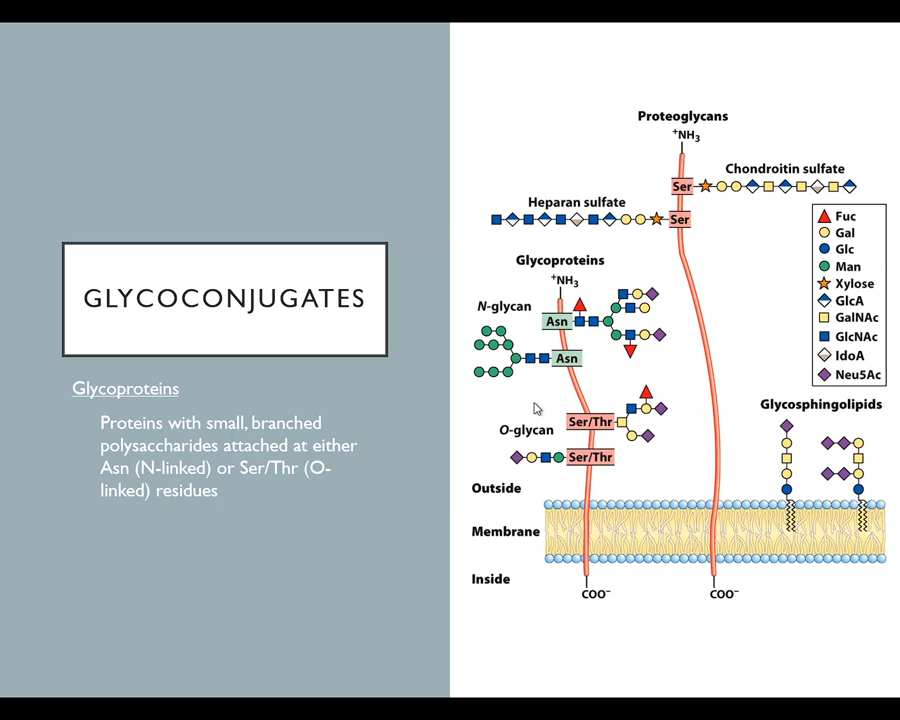 GLYCOCONJUGATES
Glycoproteins
Proteins with small, branched
polysaccharides attached at either
Asn (N-linked) or Ser/Thr (O-
linked) residues
Proteoglycans
⁺NH₃
Chondroitin sulfate
Ser
Heparan sulfate
Ser
Glycoproteins
⁺NH₃
N-glycan
Asn
Asn
O-glycan
Ser/Thr
Ser/Thr
Fuc
Gal
Glc
Man
Xylose
GlcA
GalNAc
GlcNAc
IdoA
Neu5Ac
Glycosphingolipids
Outside
Membrane
Inside
COO⁻
COO⁻